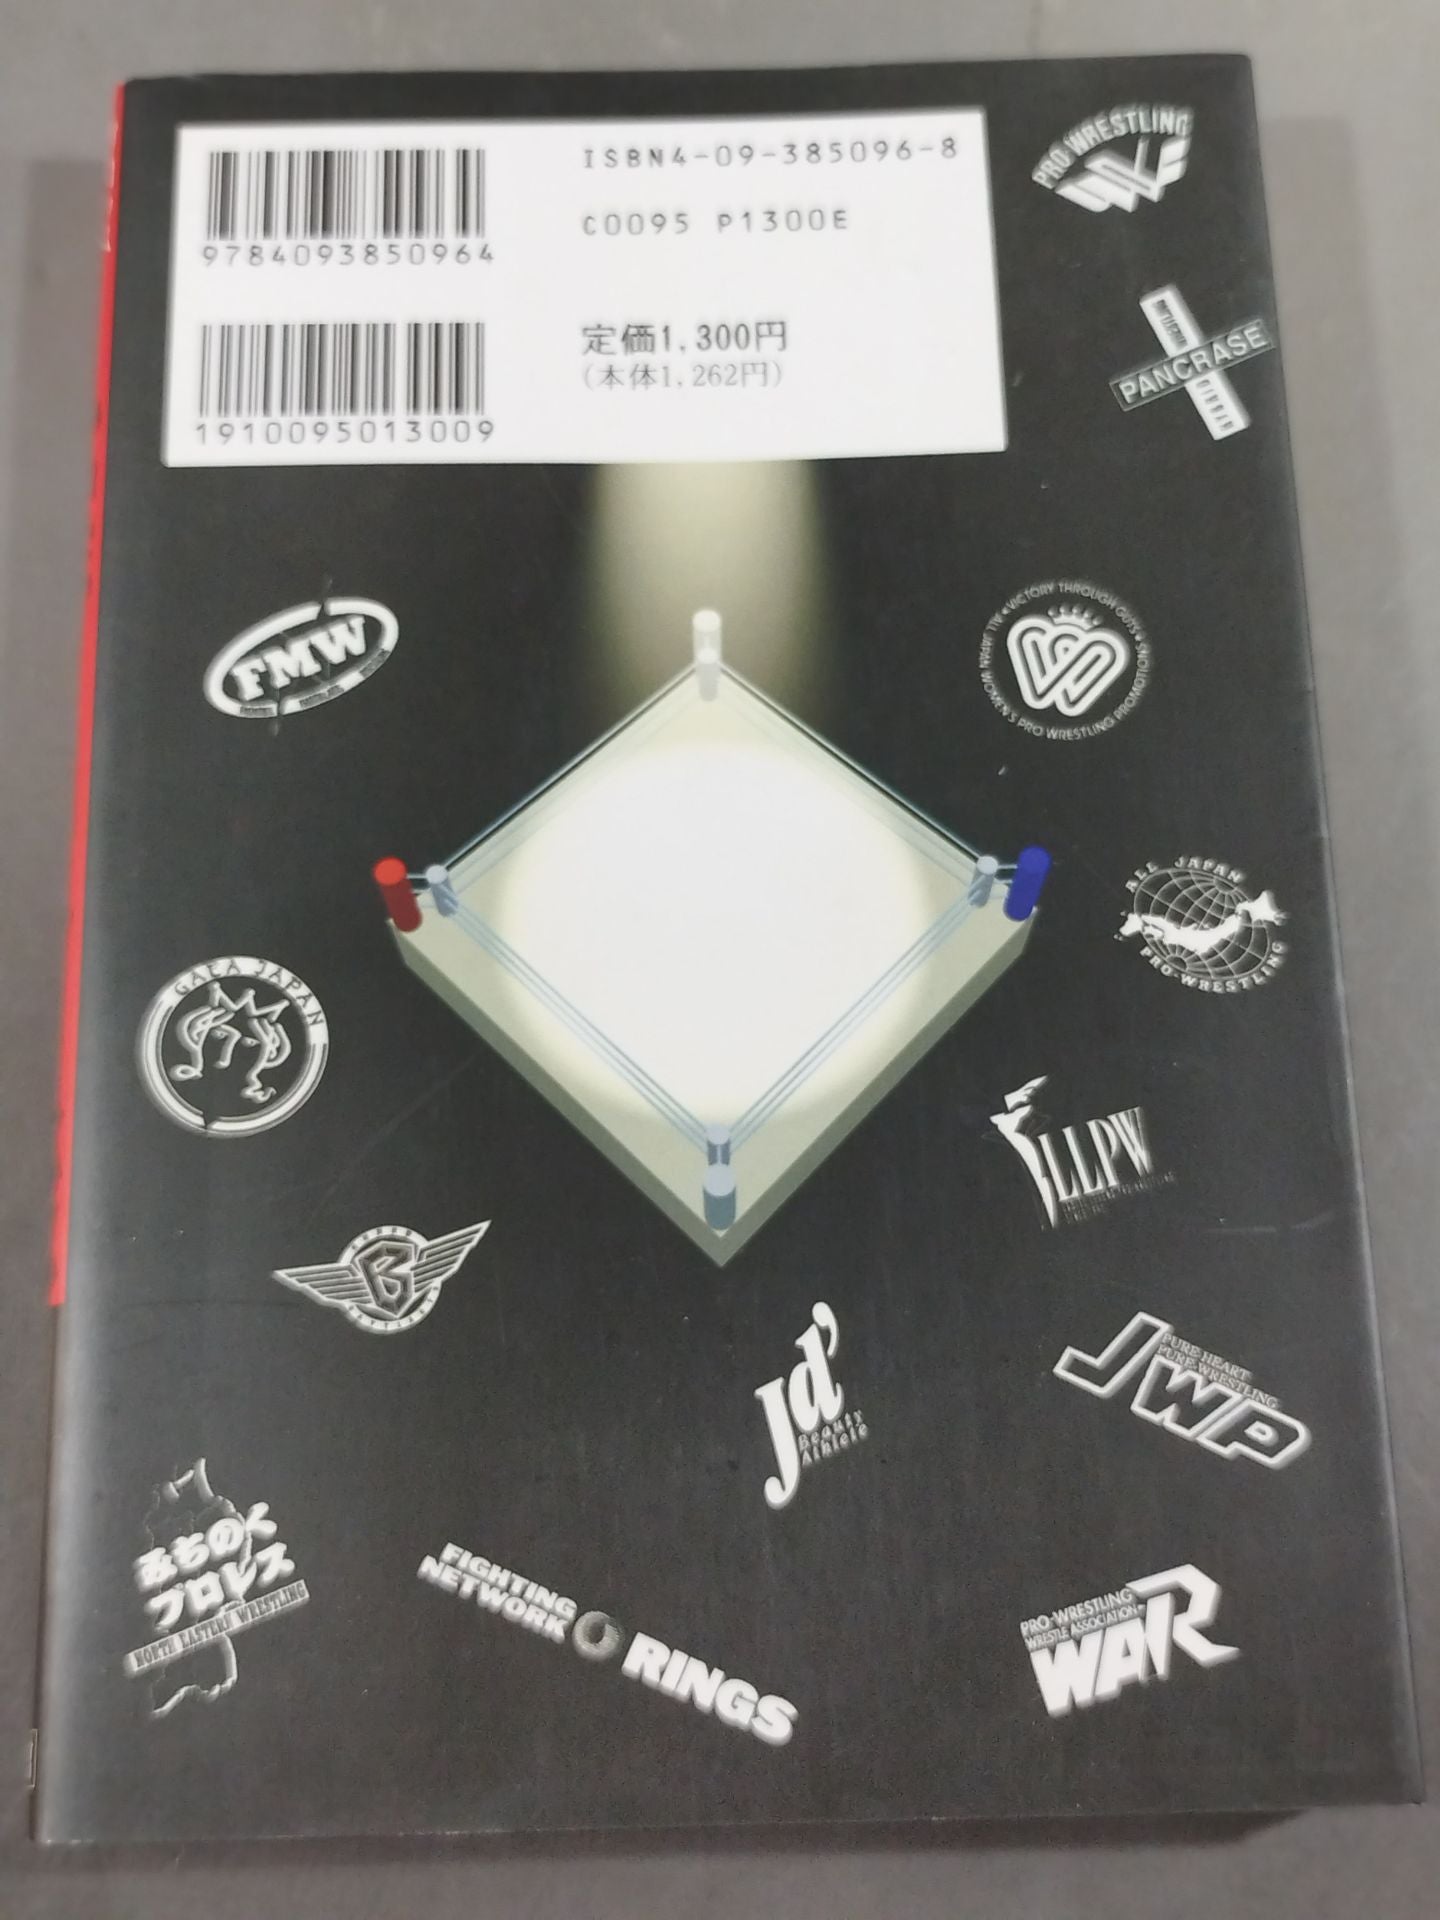 ISBN4-09-385096-8
9784093850964
C0095 P1300E
定価1,300円
(本体1,262円)
1910095013009
PRO-WRESTLING
PANCRASE
FMW
VICTORY THROUGH GUTS • ALL JAPAN WOMEN'S PRO WRESTLING PROMOTIONS
ALL JAPAN
PRO-WRESTLING
GAEA JAPAN
LLPW
B
Jd'
Beauty
Athlete
PURE-HEART
PURE-WRESTLING
JWP
みちのく
プロレス
NORTH EASTERN WRESTLING
FIGHTING
NETWORK
RINGS
PRO-WRESTLING
WRESTLE ASSOCIATION
WAR